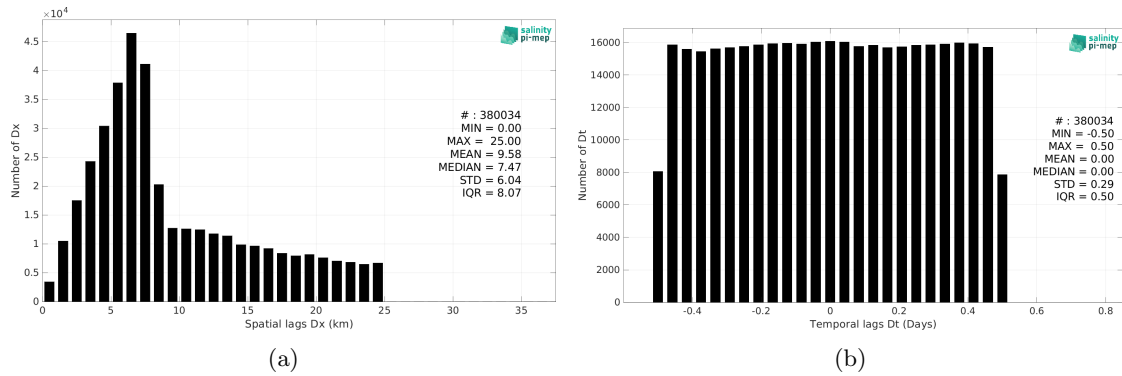 ×10⁴
4.5
4
3.5
3
2.5
2
1.5
1
0.5
0
Number of Dx
0 5 10 15 20 25 30 35
Spatial lags Dx (km)
salinity
pi-mep
# : 380034
MIN = 0.00
MAX = 25.00
MEAN = 9.58
MEDIAN = 7.47
STD = 6.04
IQR = 8.07
(a)
16000
14000
12000
10000
8000
6000
4000
2000
0
Number of Dt
-0.4 -0.2 0 0.2 0.4 0.6 0.8
Temporal lags Dt (Days)
salinity
pi-mep
# : 380034
MIN = -0.50
MAX = 0.50
MEAN = 0.00
MEDIAN = 0.00
STD = 0.29
IQR = 0.50
(b)